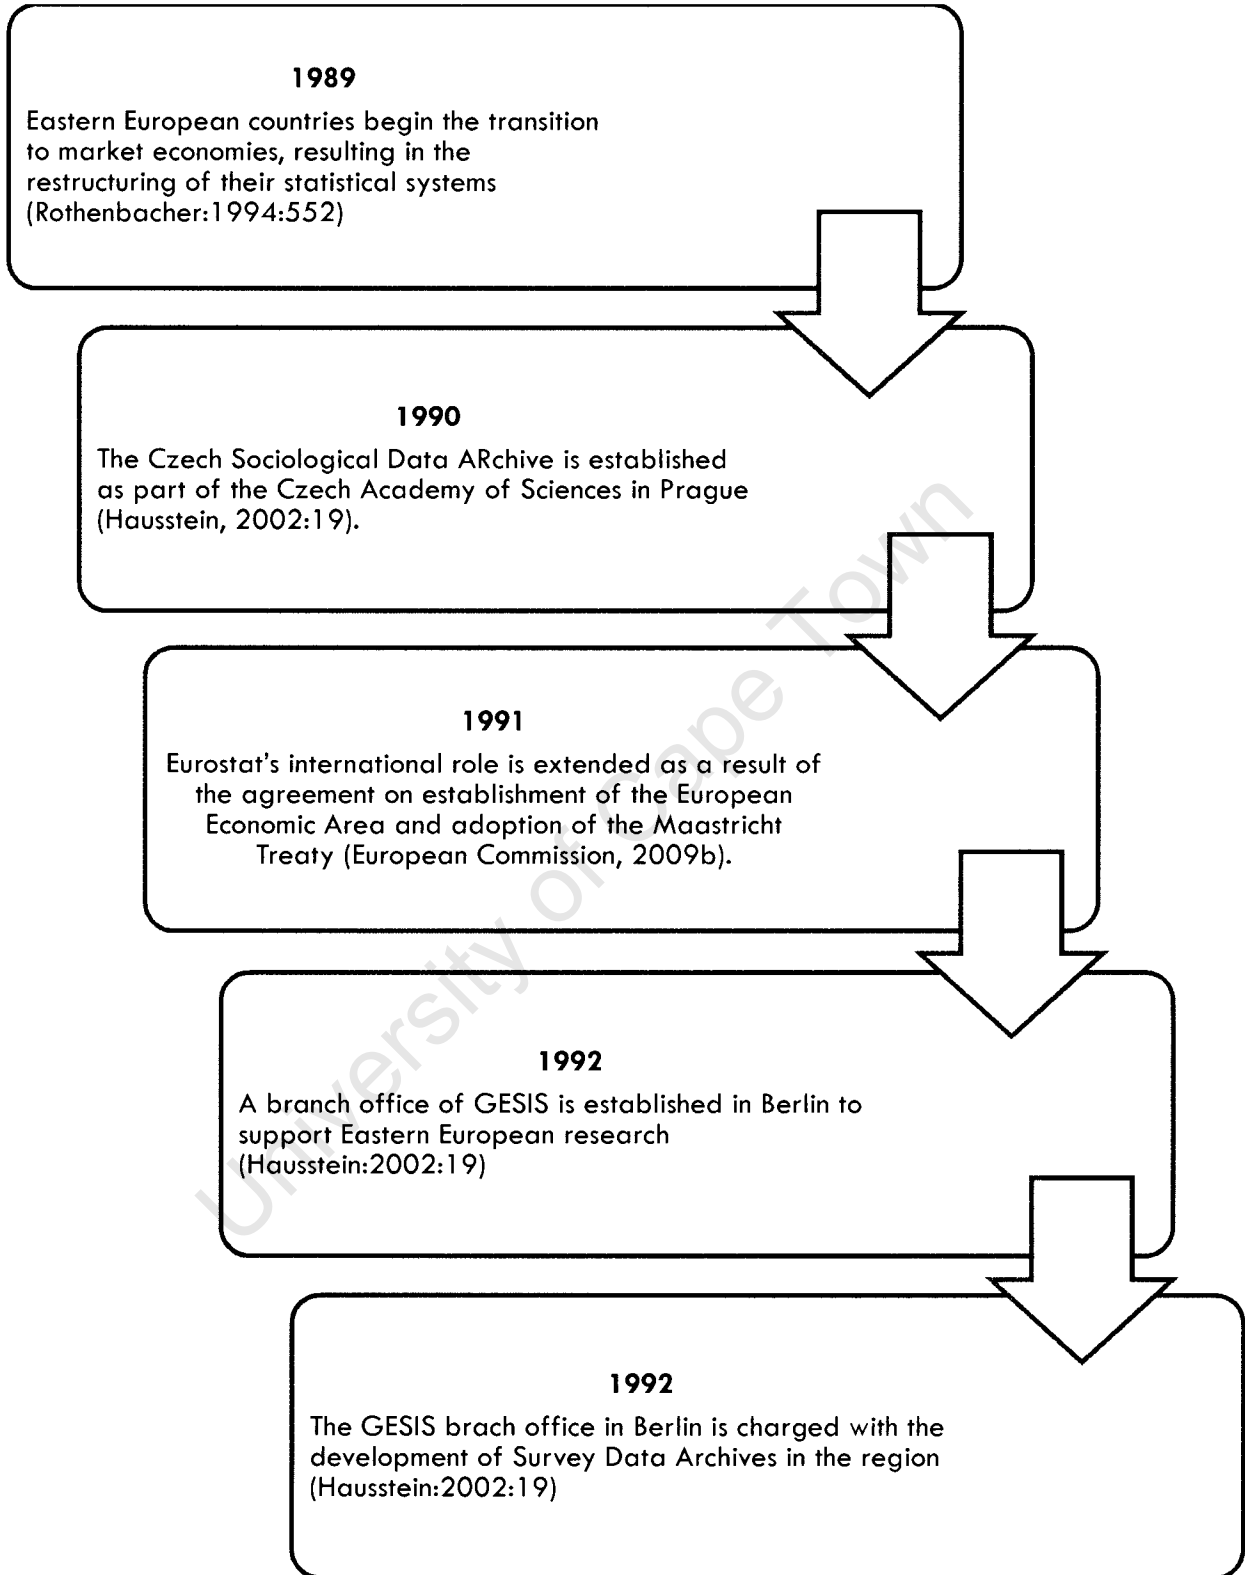 1989
Eastern European countries begin the transition
to market economies, resulting in the
restructuring of their statistical systems
(Rothenbacher:1994:552)
1990
The Czech Sociological Data ARchive is established
as part of the Czech Academy of Sciences in Prague
(Hausstein, 2002:19).
1991
Eurostat's international role is extended as a result of
the agreement on establishment of the European
Economic Area and adoption of the Maastricht
Treaty (European Commission, 2009b).
1992
A branch office of GESIS is established in Berlin to
support Eastern European research
(Hausstein:2002:19)
1992
The GESIS brach office in Berlin is charged with the
development of Survey Data Archives in the region
(Hausstein:2002:19)
University of Cape Town